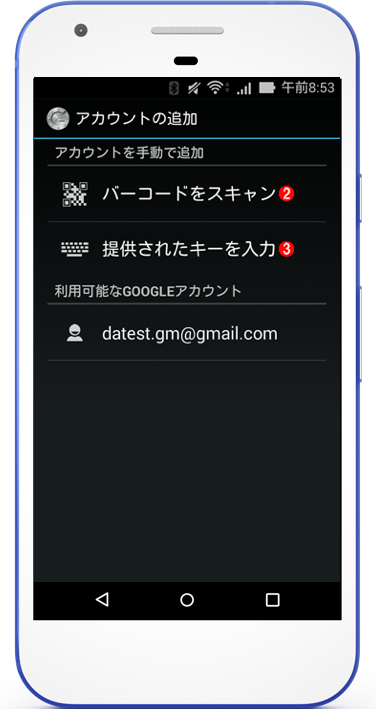 午前8:53
アカウントの追加
アカウントを手動で追加
バーコードをスキャン 2
提供されたキーを入力 3
利用可能なGOOGLEアカウント
datest.gm@gmail.com